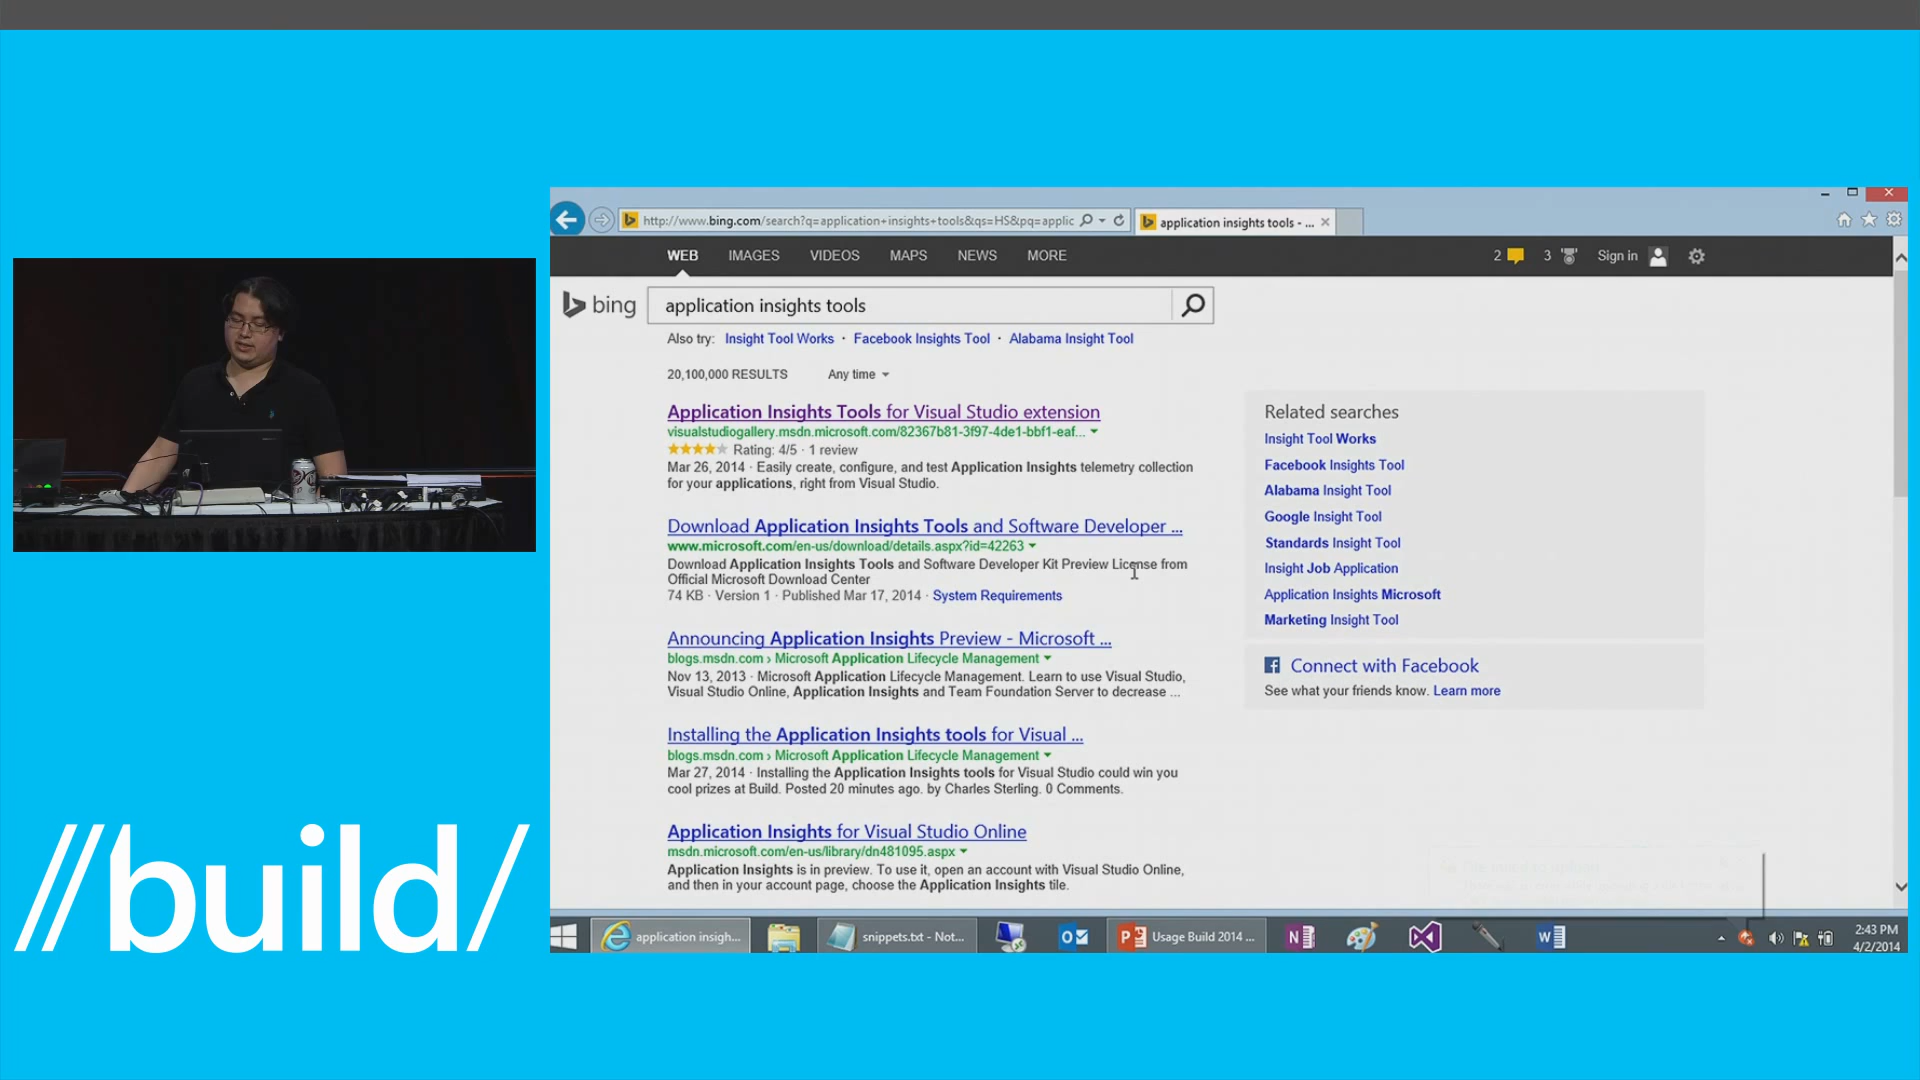 http://www.bing.com/search?q=application+insights+tools&qs=HS&pq=applic
application insights tools - ...
WEB IMAGES VIDEOS MAPS NEWS MORE
2 3 Sign in
bing
application insights tools
Also try: Insight Tool Works · Facebook Insights Tool · Alabama Insight Tool
20,100,000 RESULTS Any time
Application Insights Tools for Visual Studio extension
visualstudiogallery.msdn.microsoft.com/82367b81-3f97-4de1-bbf1-eaf...
Rating: 4/5 · 1 review
Mar 26, 2014 · Easily create, configure, and test Application Insights telemetry collection
for your applications, right from Visual Studio.
Download Application Insights Tools and Software Developer ...
www.microsoft.com/en-us/download/details.aspx?id=42263
Download Application Insights Tools and Software Developer Kit Preview License from
Official Microsoft Download Center
74 KB · Version 1 · Published Mar 17, 2014 · System Requirements
Announcing Application Insights Preview - Microsoft ...
blogs.msdn.com › Microsoft Application Lifecycle Management
Nov 13, 2013 · Microsoft Application Lifecycle Management. Learn to use Visual Studio,
Visual Studio Online, Application Insights and Team Foundation Server to decrease ...
Installing the Application Insights tools for Visual ...
blogs.msdn.com › Microsoft Application Lifecycle Management
Mar 27, 2014 · Installing the Application Insights tools for Visual Studio could win you
cool prizes at Build. Posted 20 minutes ago. by Charles Sterling. 0 Comments.
Application Insights for Visual Studio Online
msdn.microsoft.com/en-us/library/dn481095.aspx
Application Insights is in preview. To use it, open an account with Visual Studio Online,
and then in your account page, choose the Application Insights tile.
Related searches
Insight Tool Works
Facebook Insights Tool
Alabama Insight Tool
Google Insight Tool
Standards Insight Tool
Insight Job Application
Application Insights Microsoft
Marketing Insight Tool
Connect with Facebook
See what your friends know. Learn more
application insigh...
snippets.txt - Not...
Usage Build 2014 ...
2:43 PM
4/2/2014
//build/